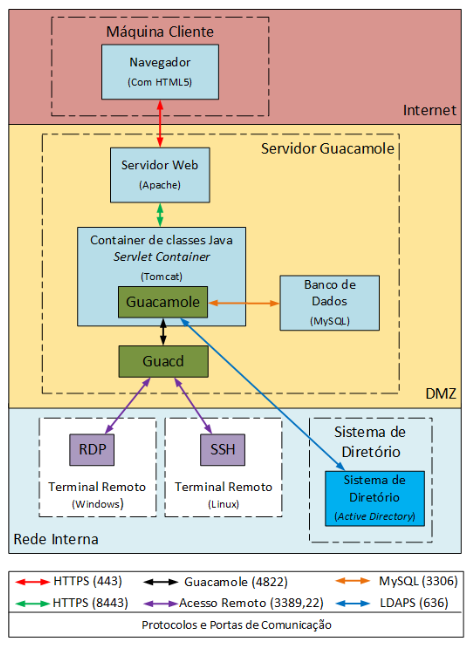 Máquina Cliente
Navegador
(Com HTML5)
Internet
Servidor Guacamole
Servidor Web
(Apache)
Container de classes Java
Servlet Container
(Tomcat)
Guacamole
Banco de
Dados
(MySQL)
Guacd
DMZ
RDP
Terminal Remoto
(Windows)
SSH
Terminal Remoto
(Linux)
Sistema de
Diretório
Sistema de
Diretório
(Active Directory)
Rede Interna
HTTPS (443)
Guacamole (4822)
MySQL (3306)
HTTPS (8443)
Acesso Remoto (3389,22)
LDAPS (636)
Protocolos e Portas de Comunicação